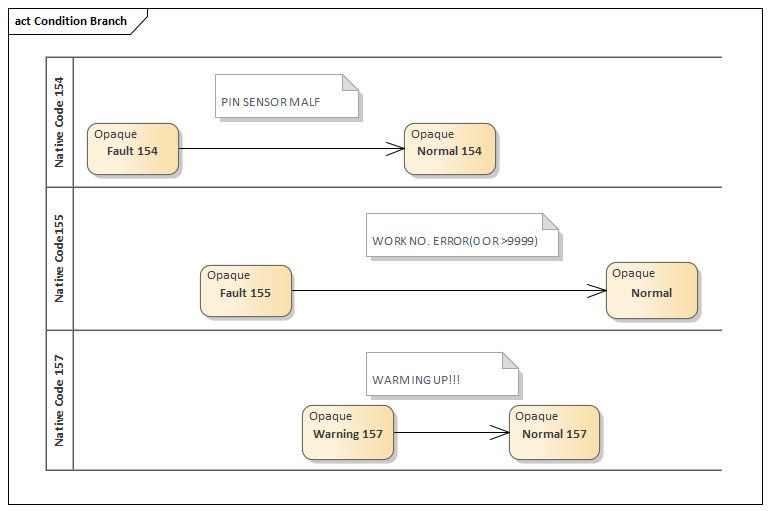 act Condition Branch
Native Code 154
PIN SENSOR MALF
Opaque
Fault 154
Opaque
Normal 154
Native Code155
WORK NO. ERROR(0 OR >9999)
Opaque
Fault 155
Opaque
Normal
Native Code 157
WARMING UP!!!
Opaque
Warning 157
Opaque
Normal 157